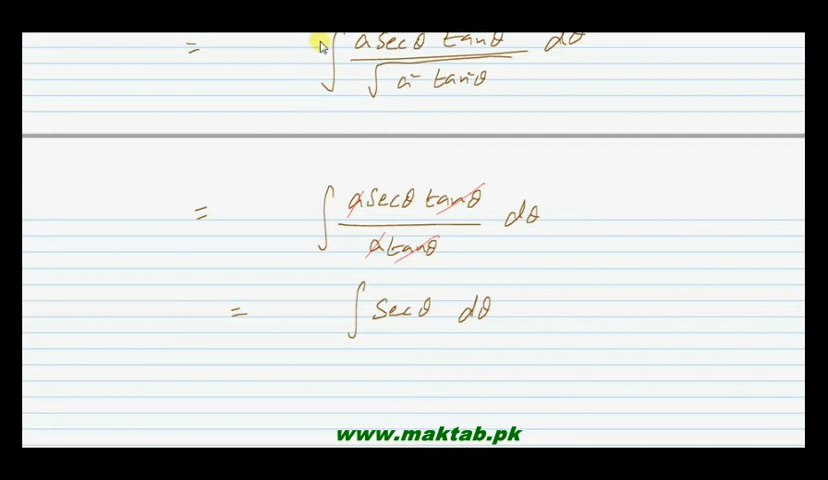 = ∫ a secθ tanθ / √(a² tan²θ) dθ
= ∫ a secθ tanθ / a tanθ dθ
= ∫ secθ dθ
www.maktab.pk